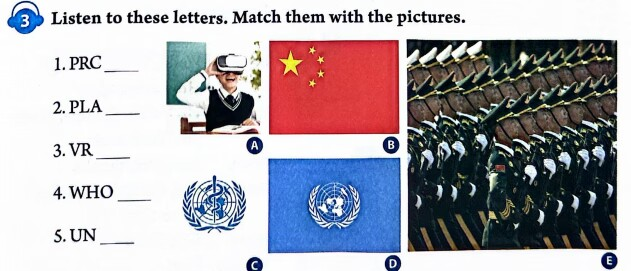 3 Listen to these letters. Match them with the pictures.
1. PRC ____
2. PLA ____
3. VR ____
4. WHO ____
5. UN ____
A
B
C
D
E